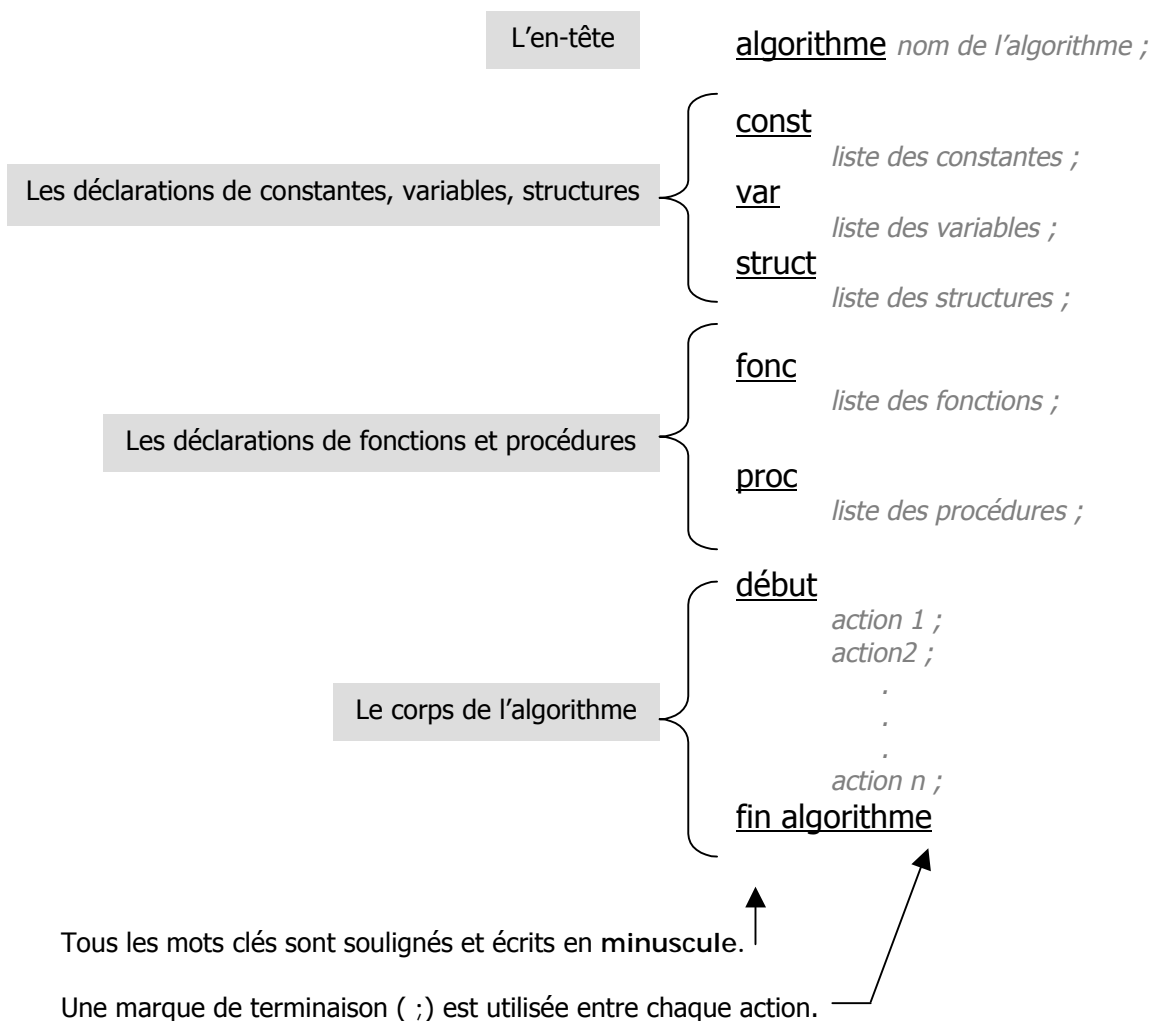 L’en-tête
algorithme nom de l’algorithme ;
Les déclarations de constantes, variables, structures
const
liste des constantes ;
var
liste des variables ;
struct
liste des structures ;
Les déclarations de fonctions et procédures
fonc
liste des fonctions ;
proc
liste des procédures ;
Le corps de l’algorithme
début
action 1 ;
action2 ;
.
.
.
action n ;
fin algorithme
Tous les mots clés sont soulignés et écrits en minuscule.
Une marque de terminaison ( ;) est utilisée entre chaque action.